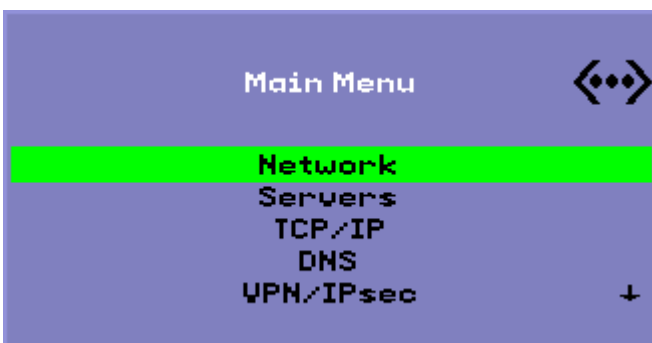 Main Menu
Network
Servers
TCP/IP
DNS
VPN/IPsec